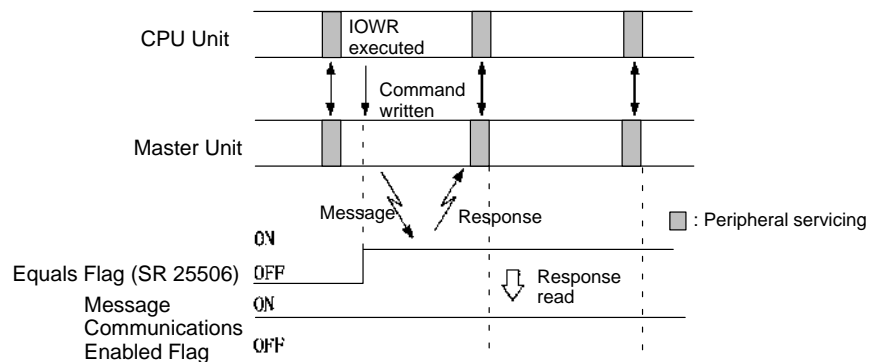 CPU Unit
IOWR
executed
Command
written
Master Unit
Message
Response
: Peripheral servicing
ON
Equals Flag (SR 25506)
OFF
Response
read
Message
Communications
Enabled Flag
ON
OFF